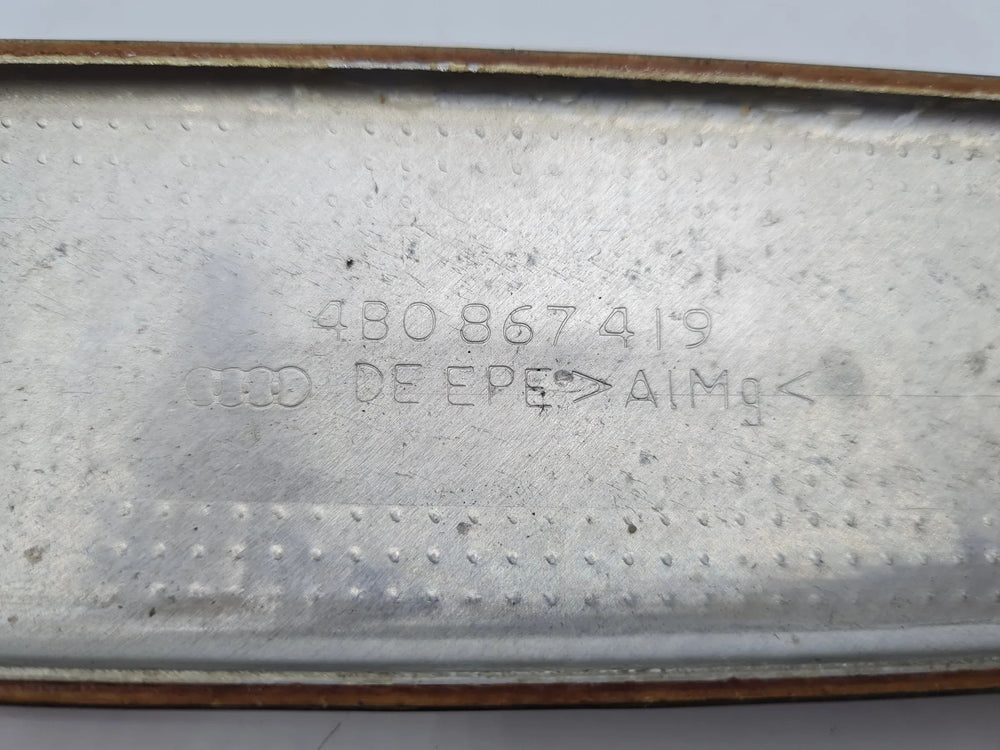 4B0 867 419
DE EPE >AlMg<